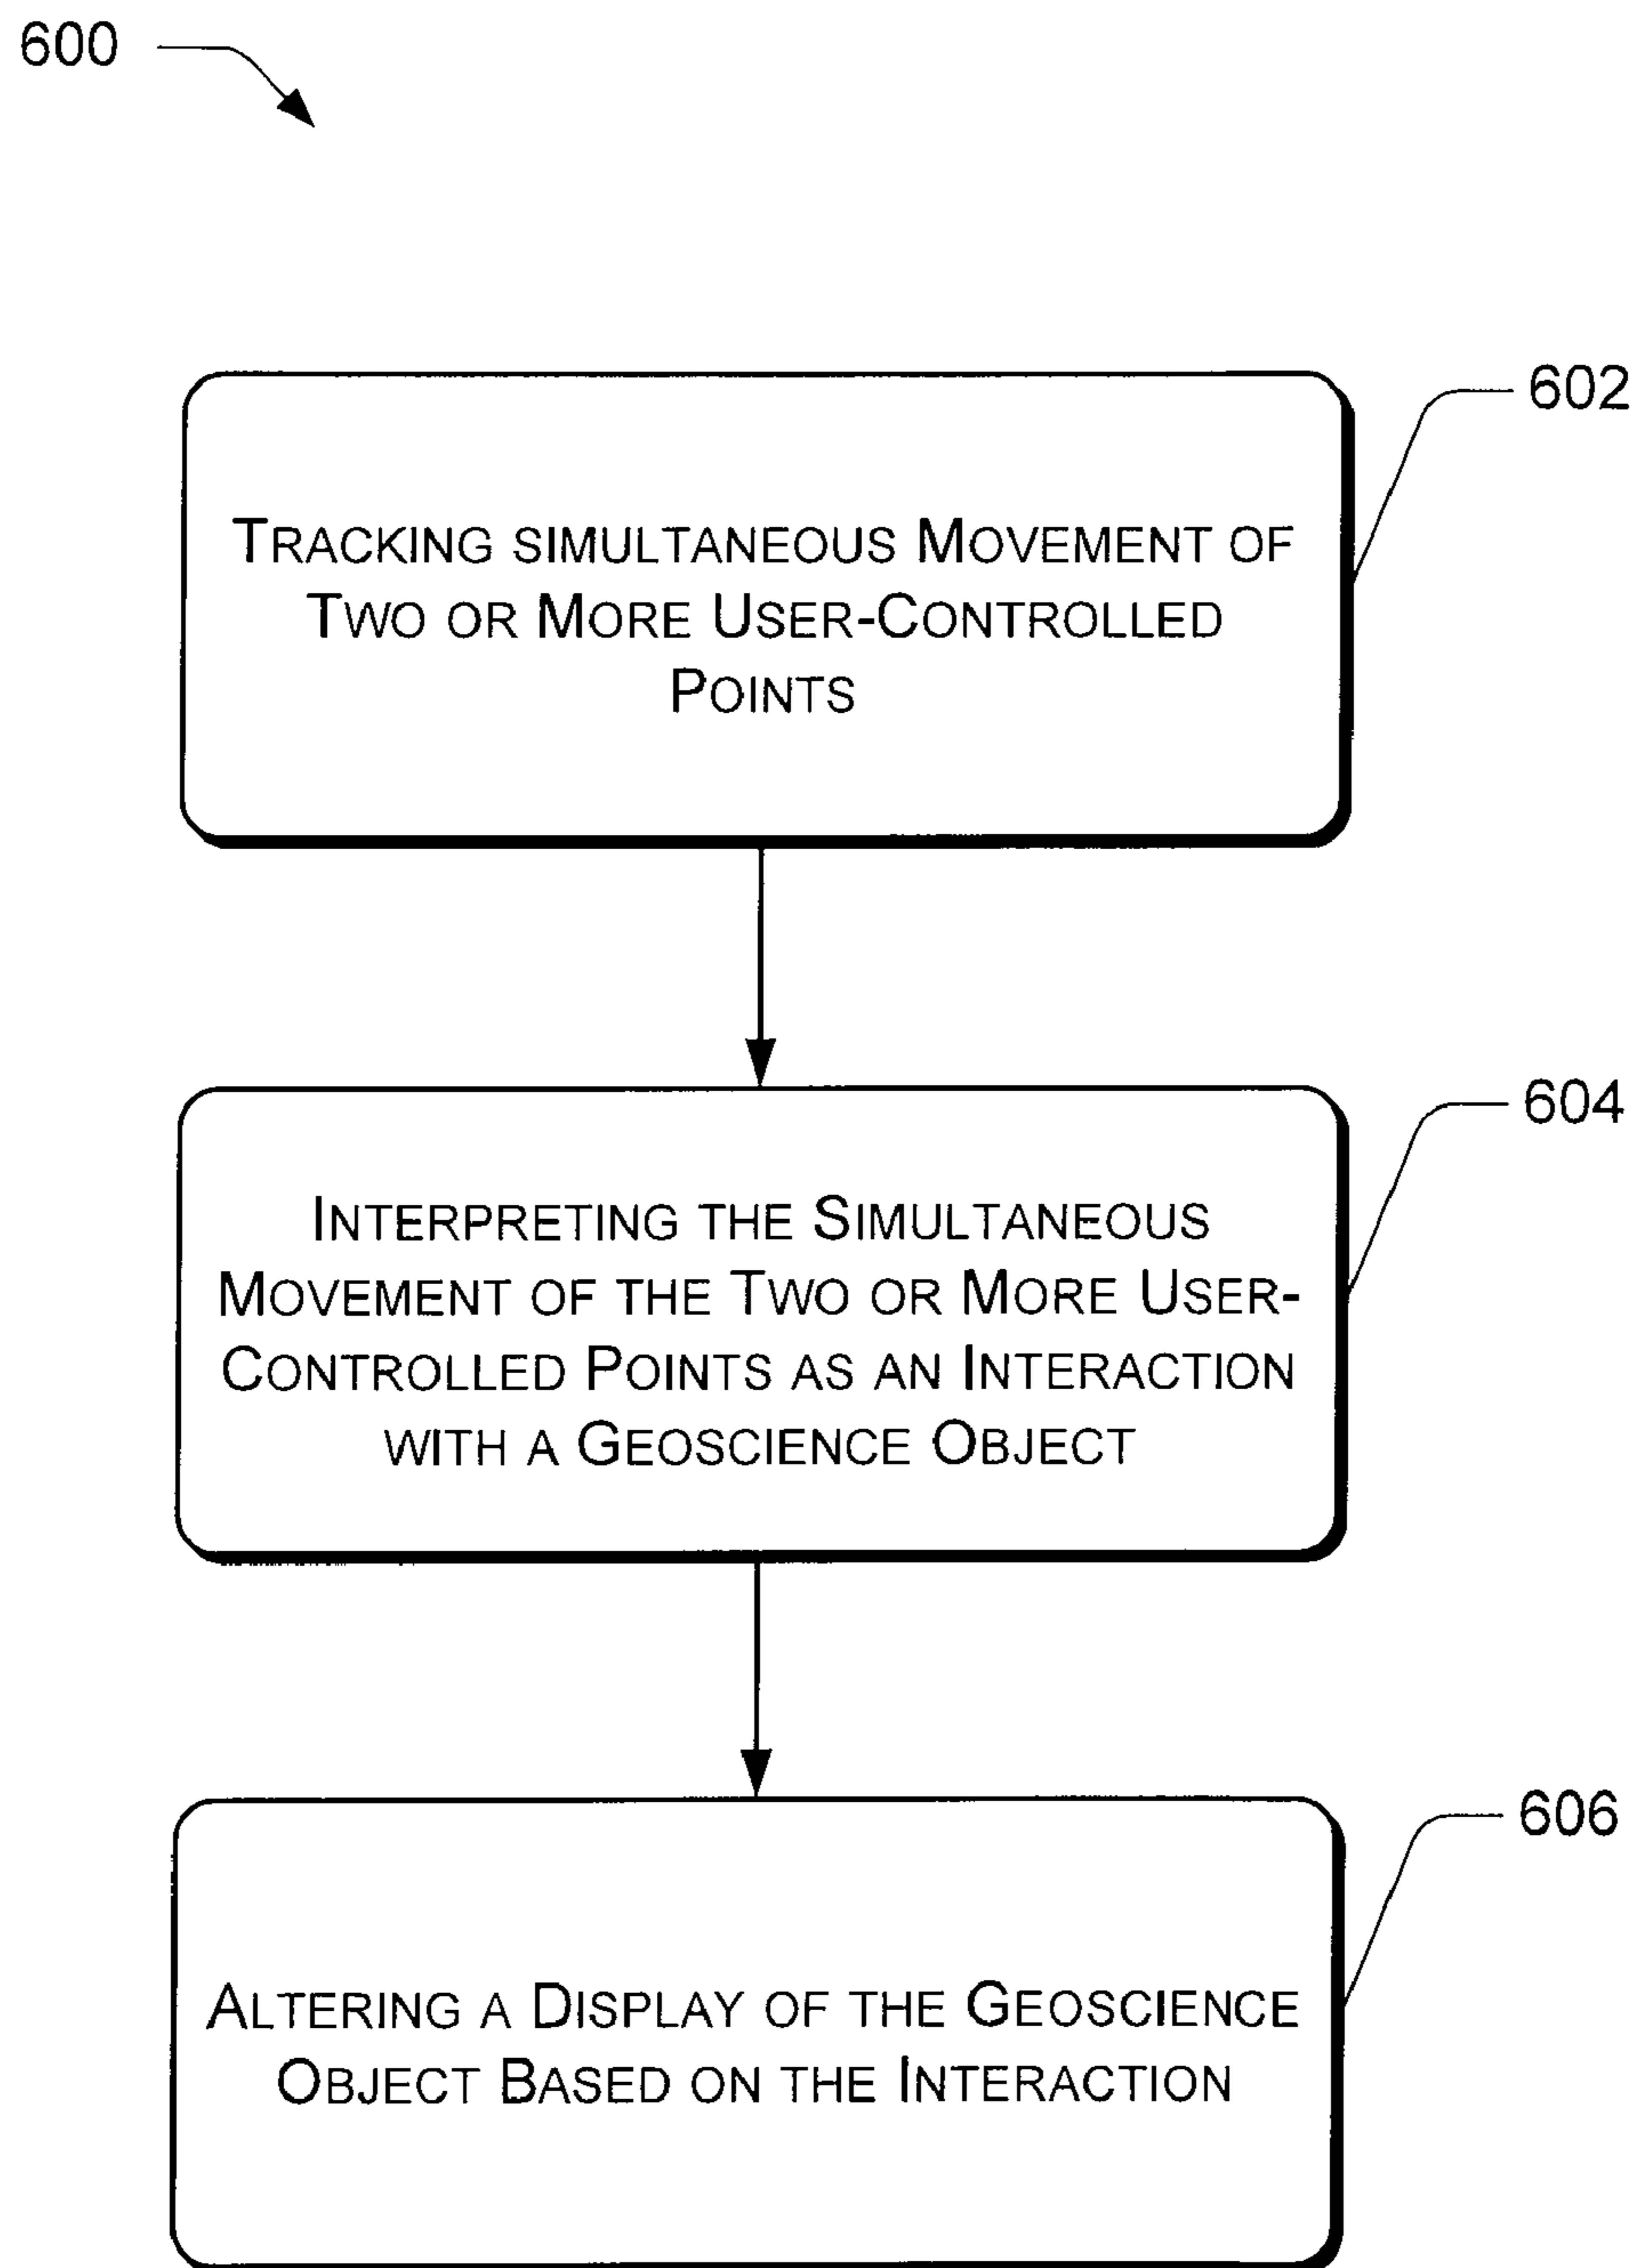 600
602
TRACKING SIMULTANEOUS MOVEMENT OF
TWO OR MORE USER-CONTROLLED
POINTS
604
INTERPRETING THE SIMULTANEOUS
MOVEMENT OF THE TWO OR MORE USER-
CONTROLLED POINTS AS AN INTERACTION
WITH A GEOSCIENCE OBJECT
606
ALTERING A DISPLAY OF THE GEOSCIENCE
OBJECT BASED ON THE INTERACTION